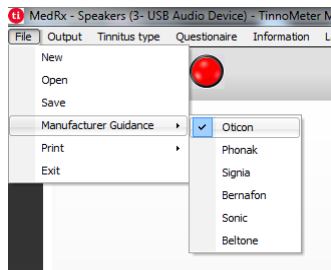 ti MedRx - Speakers (3- USB Audio Device) - TinnoMeter M
File Output Tinnitus type Questionaire Information L
New
Open
Save
Manufacturer Guidance
Print
Exit
Oticon
Phonak
Signia
Bernafon
Sonic
Beltone